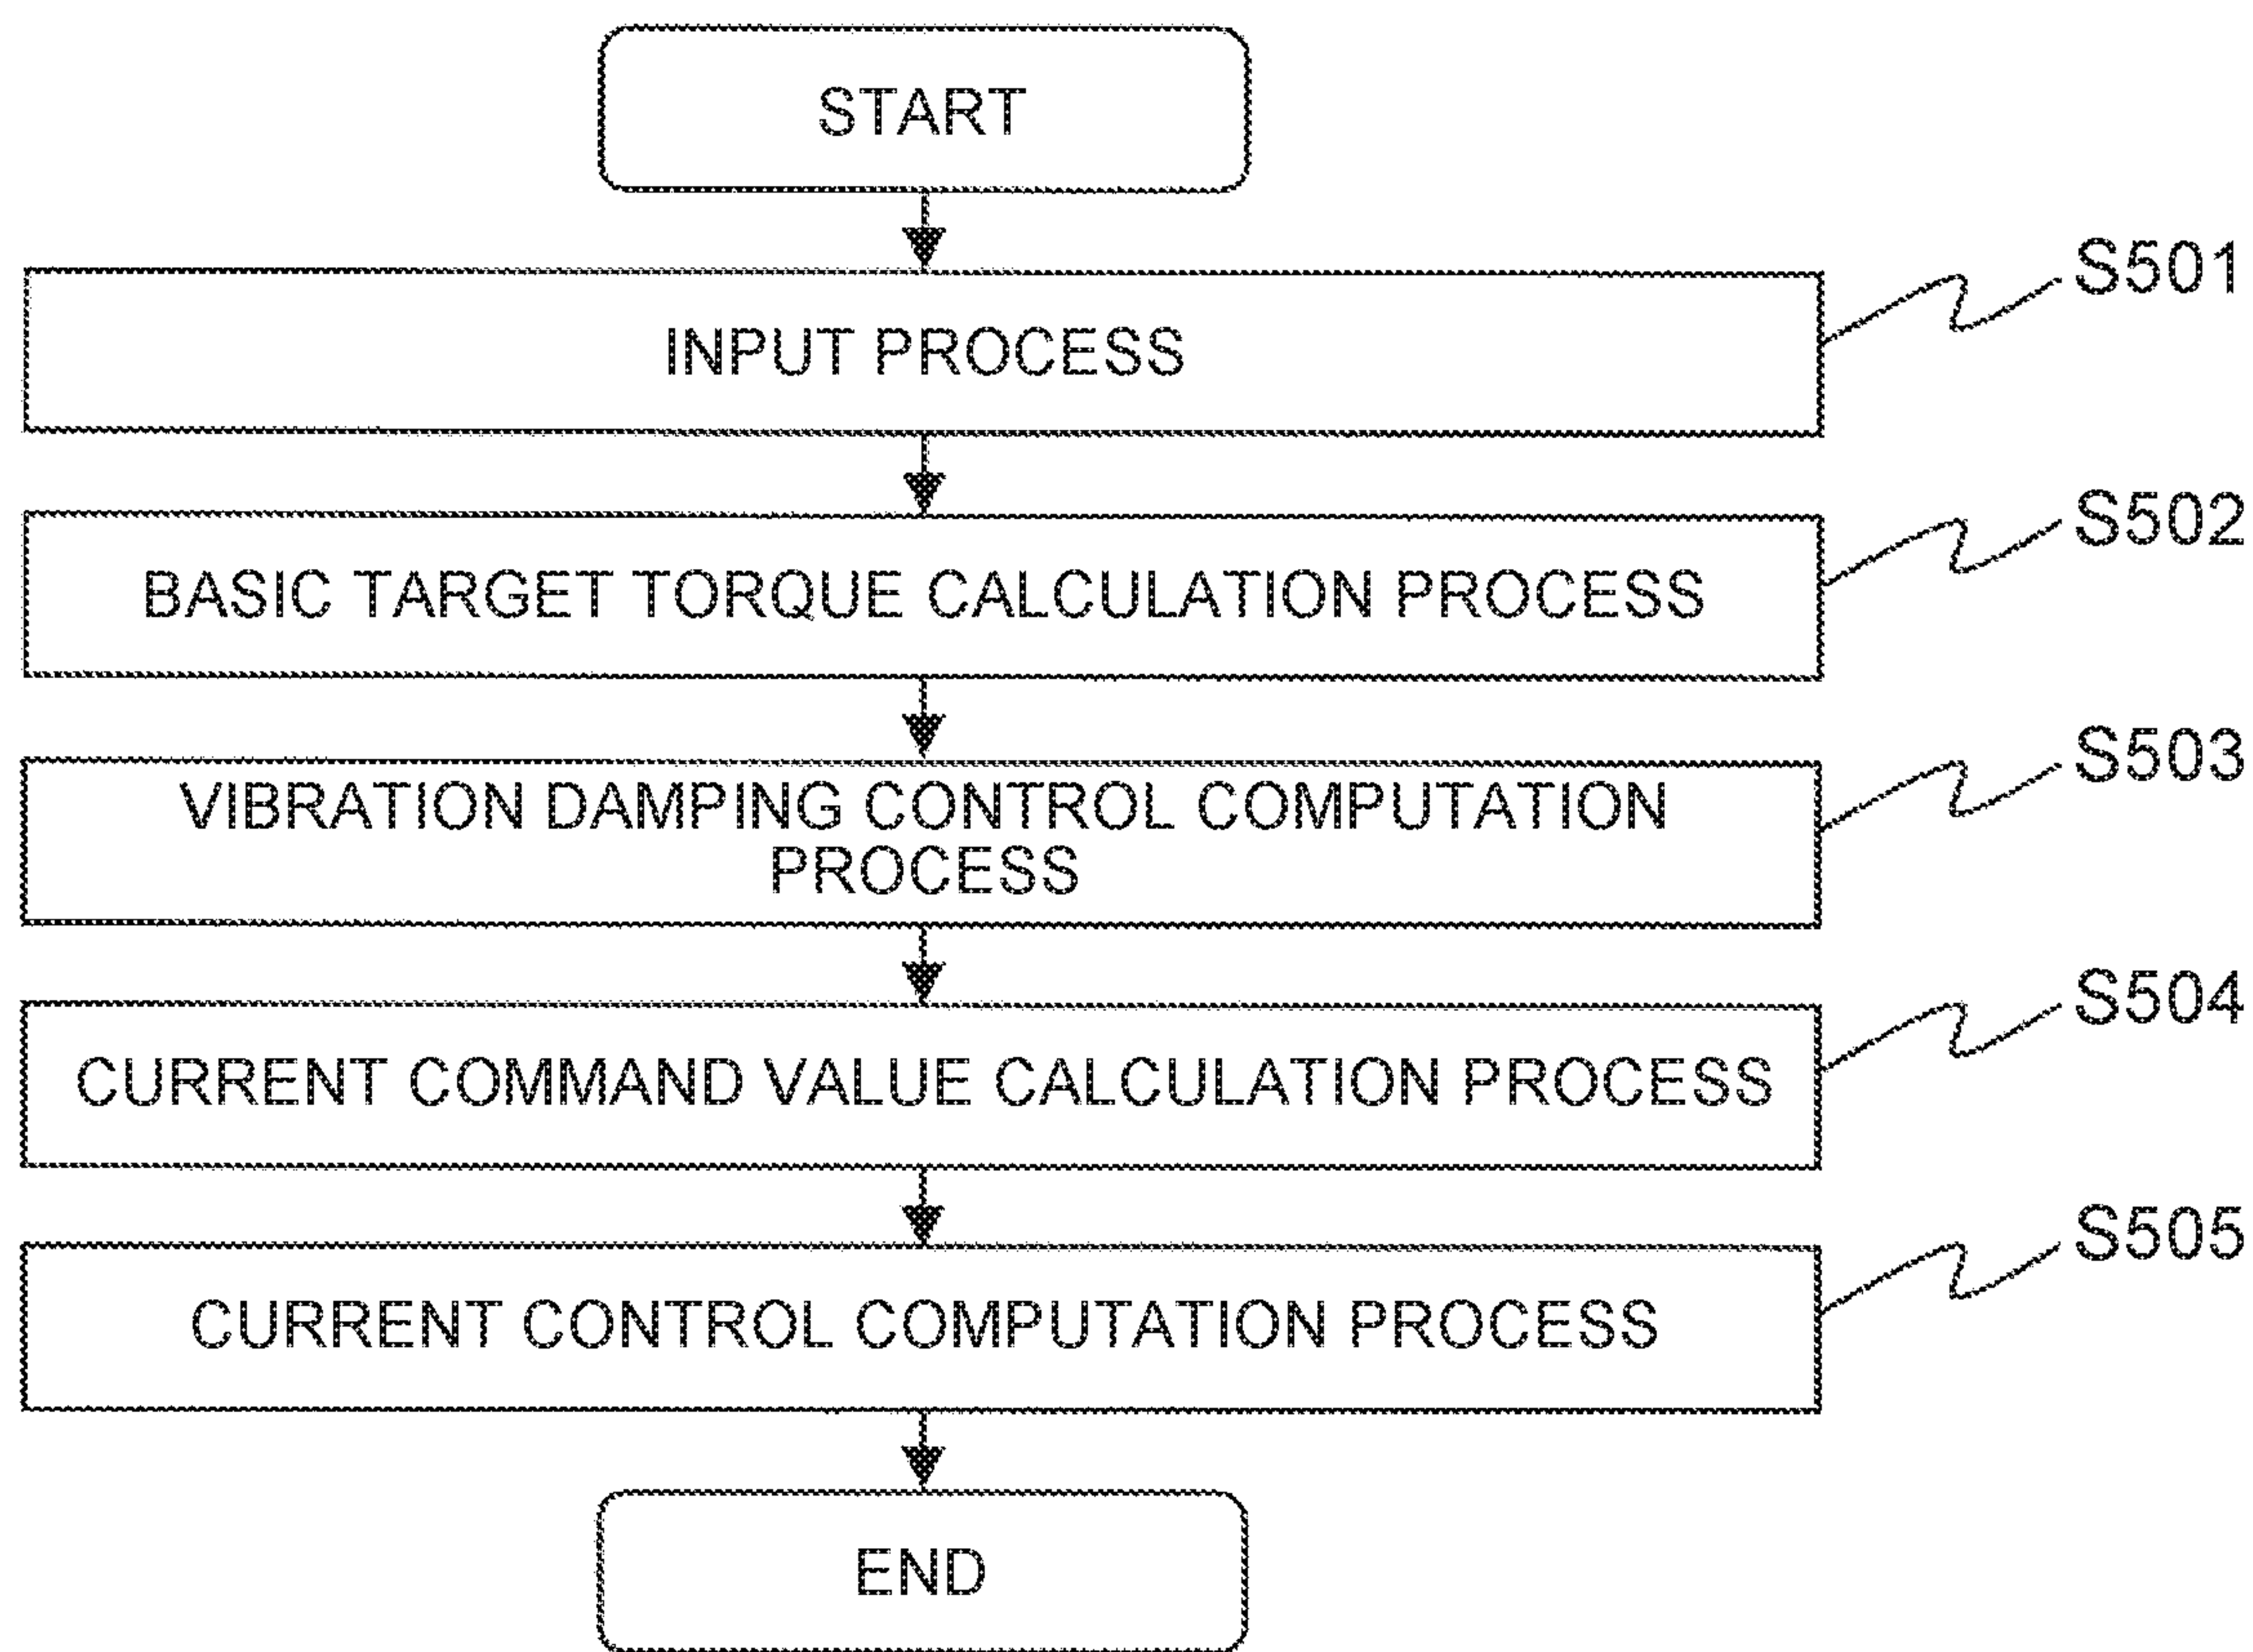 START
INPUT PROCESS
S501
BASIC TARGET TORQUE CALCULATION PROCESS
S502
VIBRATION DAMPING CONTROL COMPUTATION
PROCESS
S503
CURRENT COMMAND VALUE CALCULATION PROCESS
S504
CURRENT CONTROL COMPUTATION PROCESS
S505
END